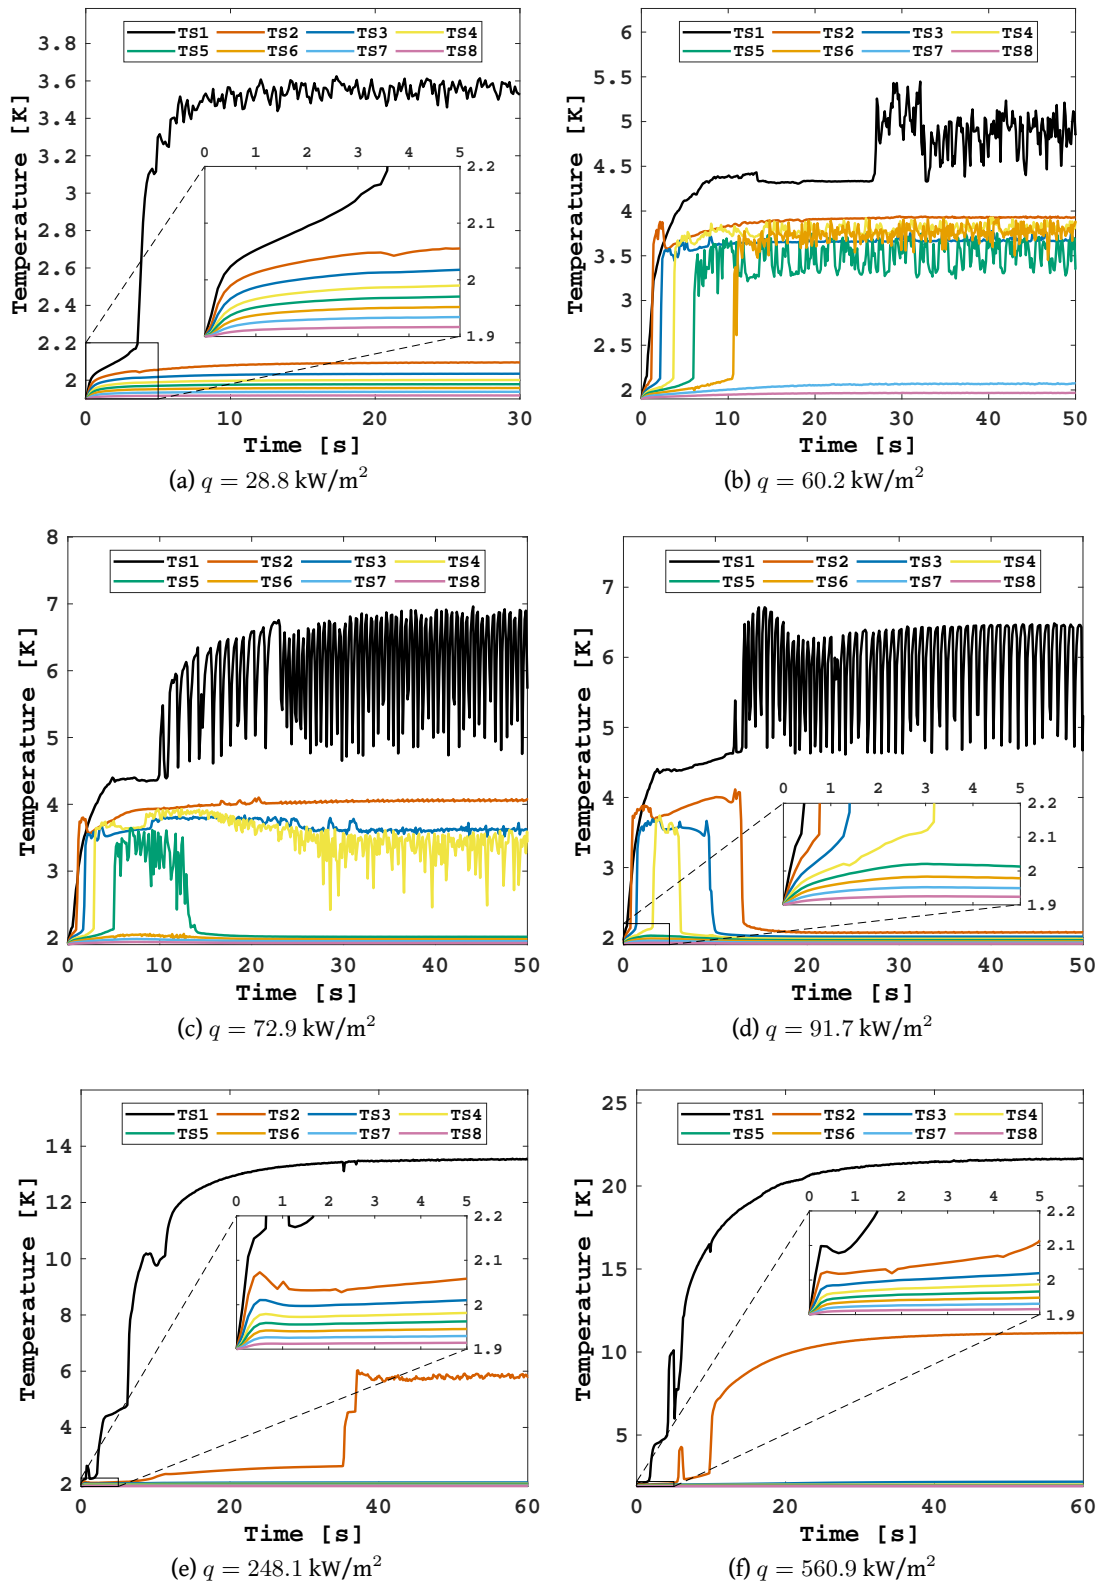 TS1 TS2 TS3 TS4
TS5 TS6 TS7 TS8
3.8
3.6
3.4
3.2
3
2.8
2.6
2.4
2.2
2
Temperature [K]
0 1 2 3 4 5
2.2
2.1
2
1.9
0 10 20 30
Time [s]
(a) q = 28.8 kW/m²
TS1 TS2 TS3 TS4
TS5 TS6 TS7 TS8
6
5.5
5
4.5
4
3.5
3
2.5
2
Temperature [K]
0 10 20 30 40 50
Time [s]
(b) q = 60.2 kW/m²
TS1 TS2 TS3 TS4
TS5 TS6 TS7 TS8
8
7
6
5
4
3
2
Temperature [K]
0 10 20 30 40 50
Time [s]
(c) q = 72.9 kW/m²
TS1 TS2 TS3 TS4
TS5 TS6 TS7 TS8
8
7
6
5
4
3
2
Temperature [K]
0 1 2 3 4 5
2.2
2.1
2
1.9
0 10 20 30 40 50
Time [s]
(d) q = 91.7 kW/m²
TS1 TS2 TS3 TS4
TS5 TS6 TS7 TS8
14
12
10
8
6
4
2
Temperature [K]
0 1 2 3 4 5
2.2
2.1
2
1.9
0 20 40 60
Time [s]
(e) q = 248.1 kW/m²
TS1 TS2 TS3 TS4
TS5 TS6 TS7 TS8
25
20
15
10
5
Temperature [K]
0 1 2 3 4 5
2.2
2.1
2
1.9
0 20 40 60
Time [s]
(f) q = 560.9 kW/m²